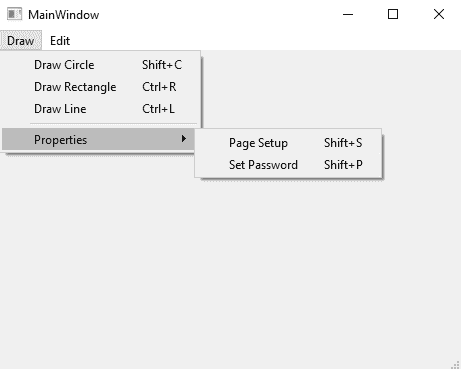 MainWindow
Draw Edit
Draw Circle Shift+C
Draw Rectangle Ctrl+R
Draw Line Ctrl+L
Properties
Page Setup Shift+S
Set Password Shift+P